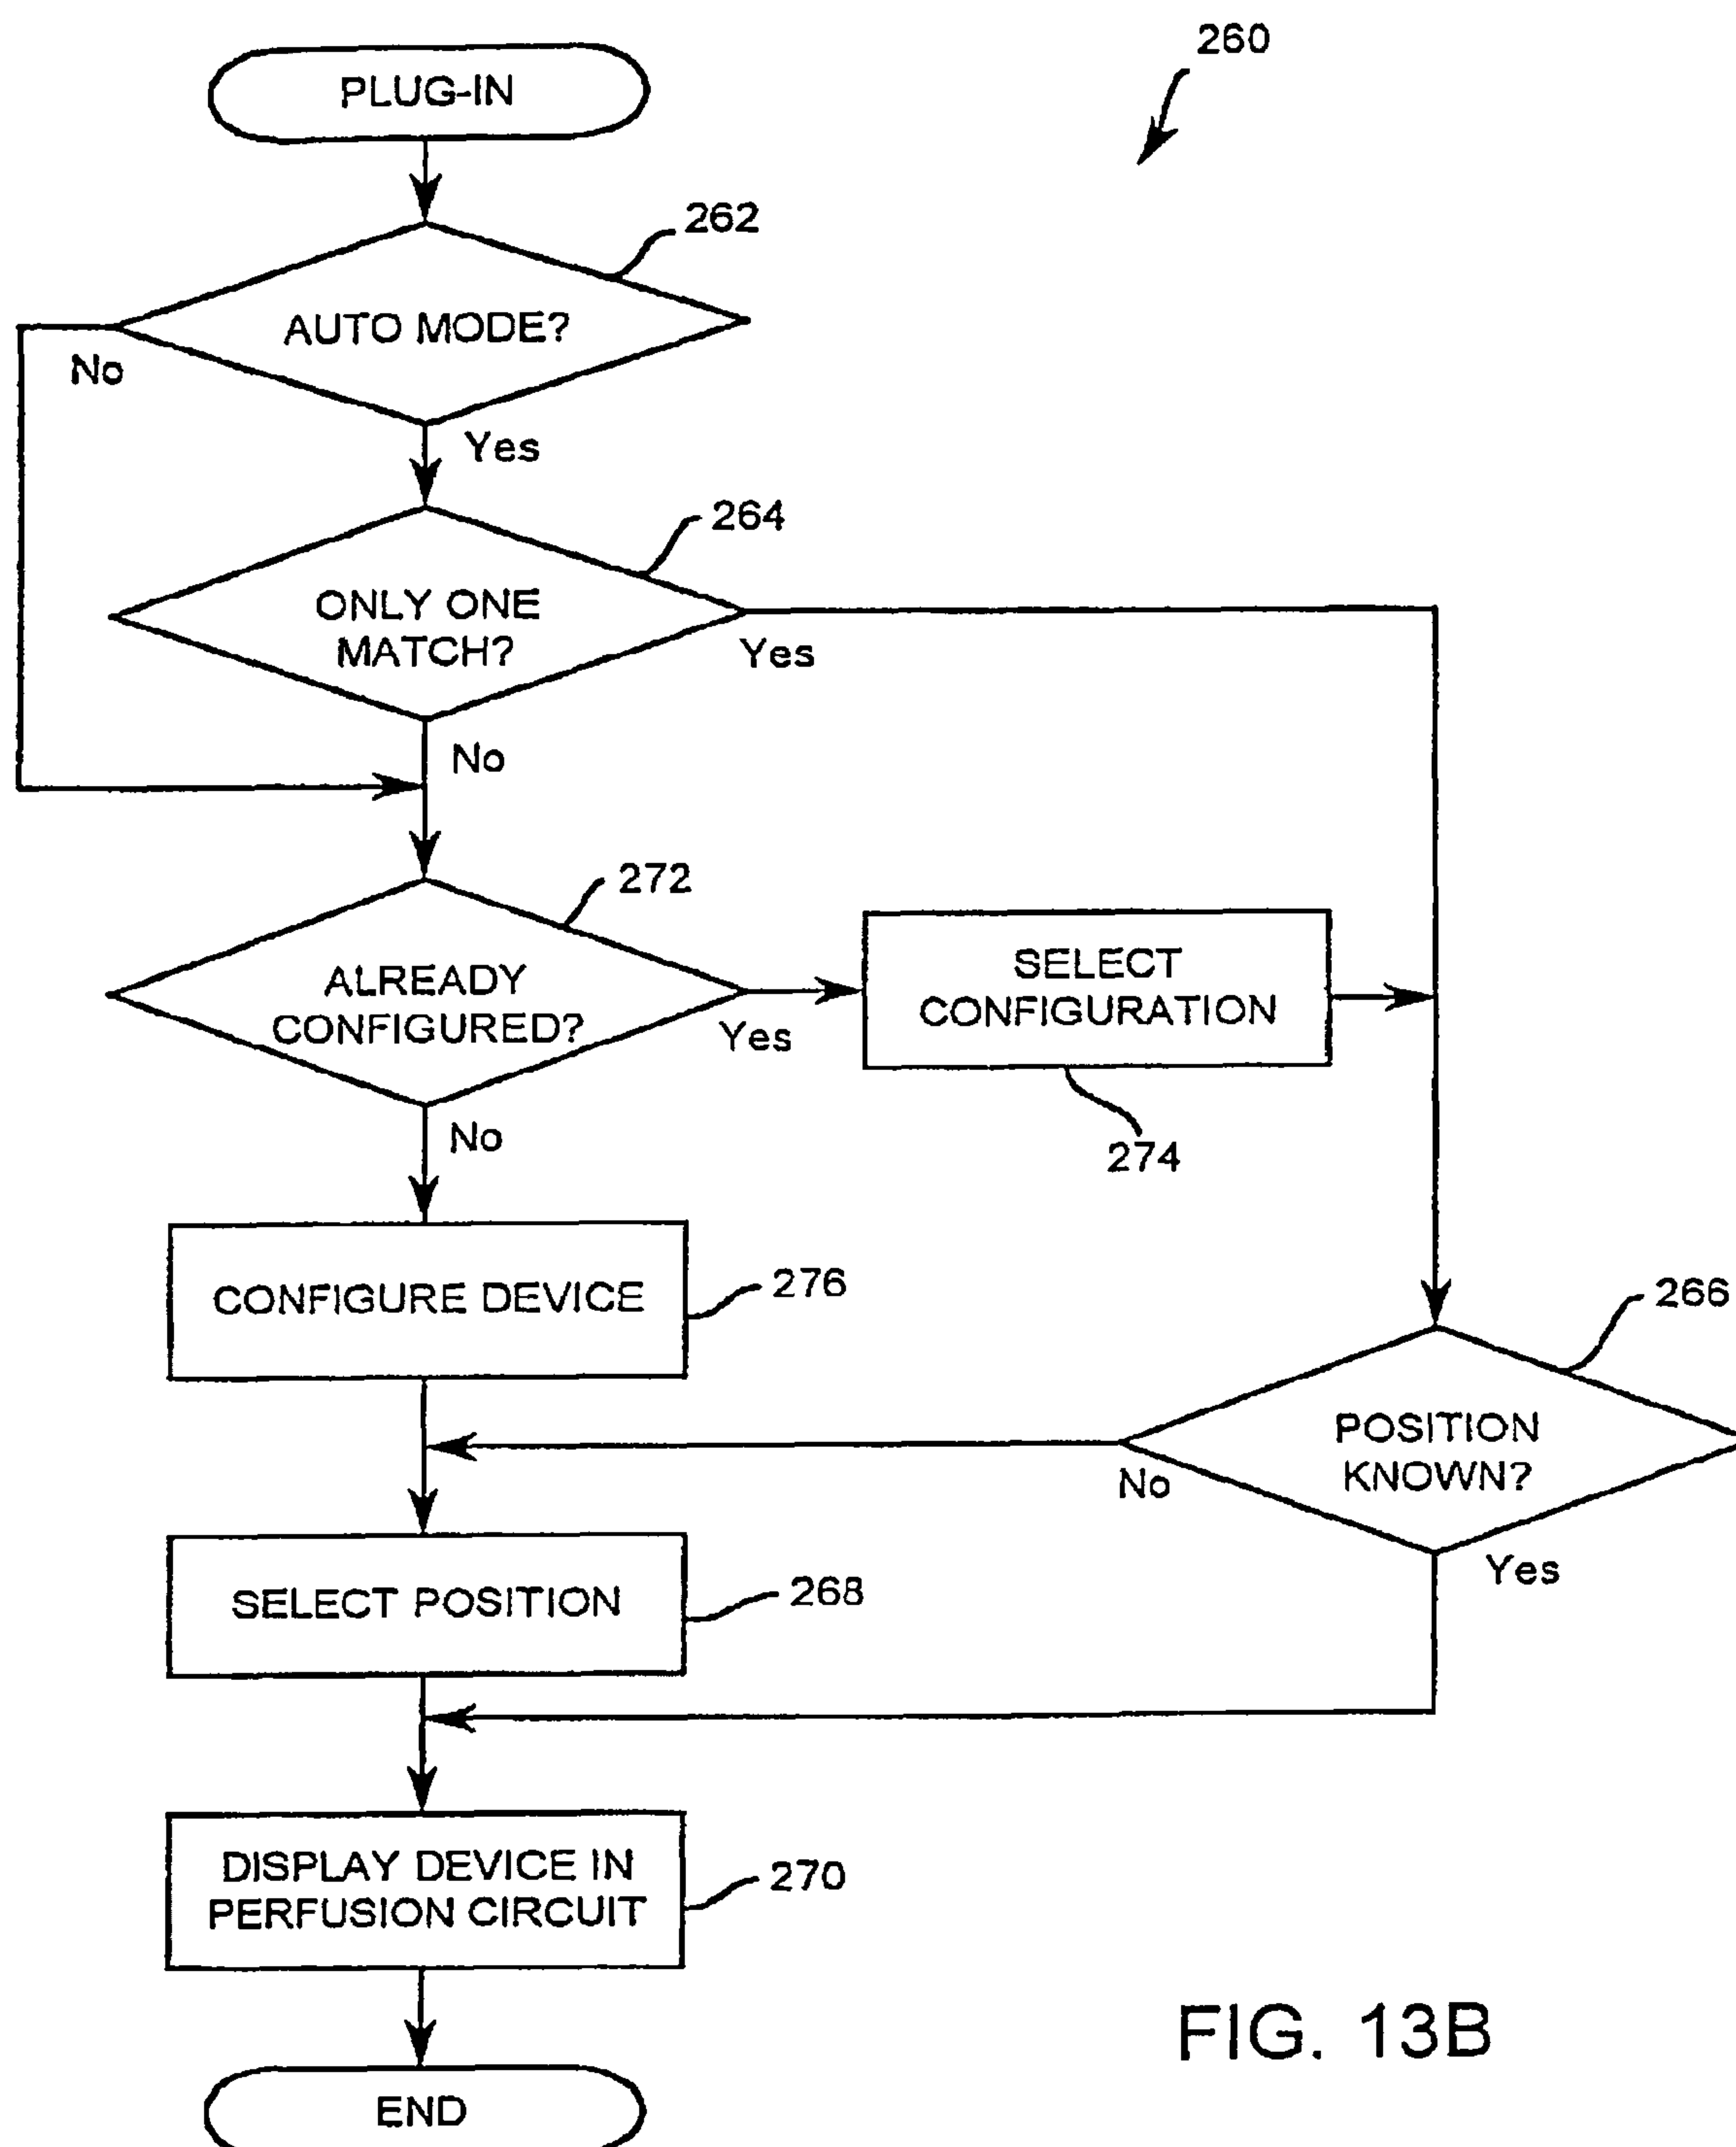 260
PLUG-IN
262
AUTO MODE?
No
Yes
264
ONLY ONE
MATCH?
Yes
No
272
ALREADY
CONFIGURED?
Yes
SELECT
CONFIGURATION
274
No
CONFIGURE DEVICE
276
266
POSITION
KNOWN?
No
Yes
SELECT POSITION
268
DISPLAY DEVICE IN
PERFUSION CIRCUIT
270
END
FIG. 13B